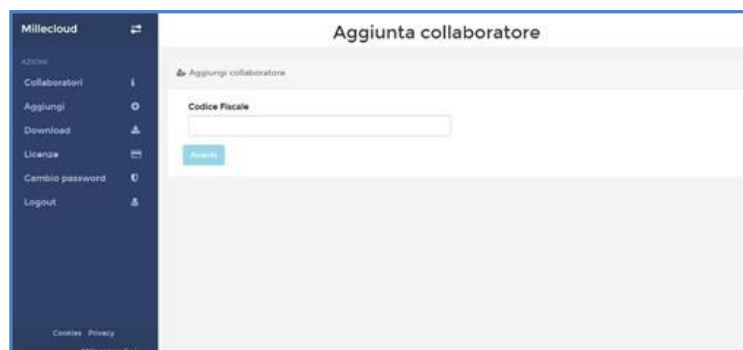 Millecloud
Aggiunta collaboratore
AZIONI
Collaboratori
Aggiungi
Download
Licenze
Cambio password
Logout
Aggiungi collaboratore
Codice Fiscale
Avanti
Cookies Privacy